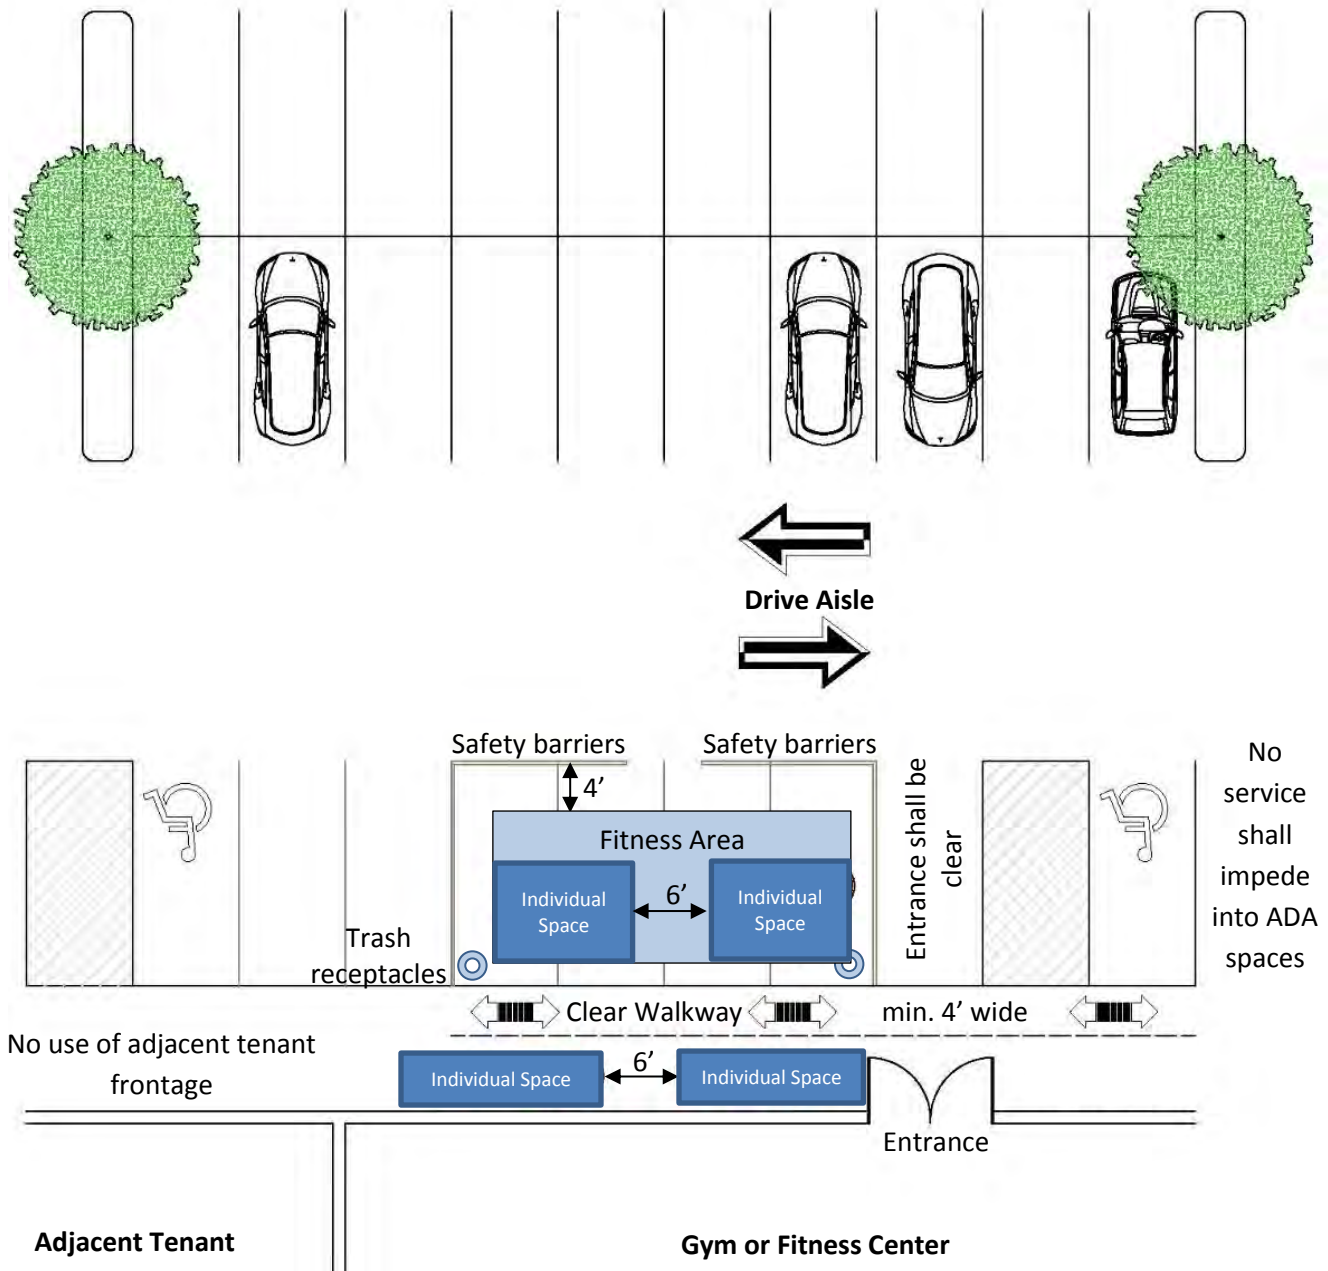 Drive Aisle
Safety barriers
Safety barriers
4’
Fitness Area
Individual
Space
6’
Individual
Space
Entrance shall be
clear
No
service
shall
impede
into ADA
spaces
Trash
receptacles
Clear Walkway
min. 4’ wide
No use of adjacent tenant
frontage
Individual Space
6’
Individual Space
Entrance
Adjacent Tenant
Gym or Fitness Center